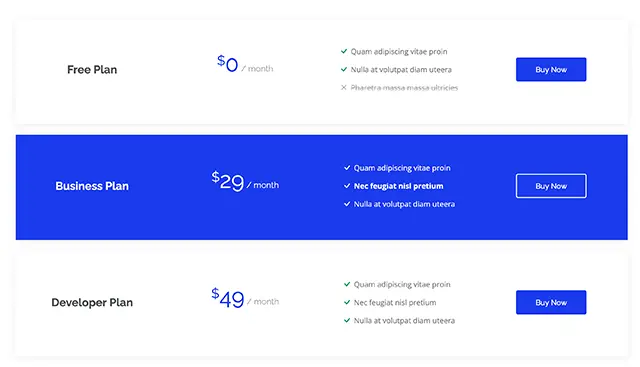 Free Plan
$0 / month
Quam adipiscing vitae proin
Nulla at volutpat diam uteera
Pharetra massa massa ultricies
Buy Now
Business Plan
$29 / month
Quam adipiscing vitae proin
Nec feugiat nisl pretium
Nulla at volutpat diam uteera
Buy Now
Developer Plan
$49 / month
Quam adipiscing vitae proin
Nec feugiat nisl pretium
Nulla at volutpat diam uteera
Buy Now